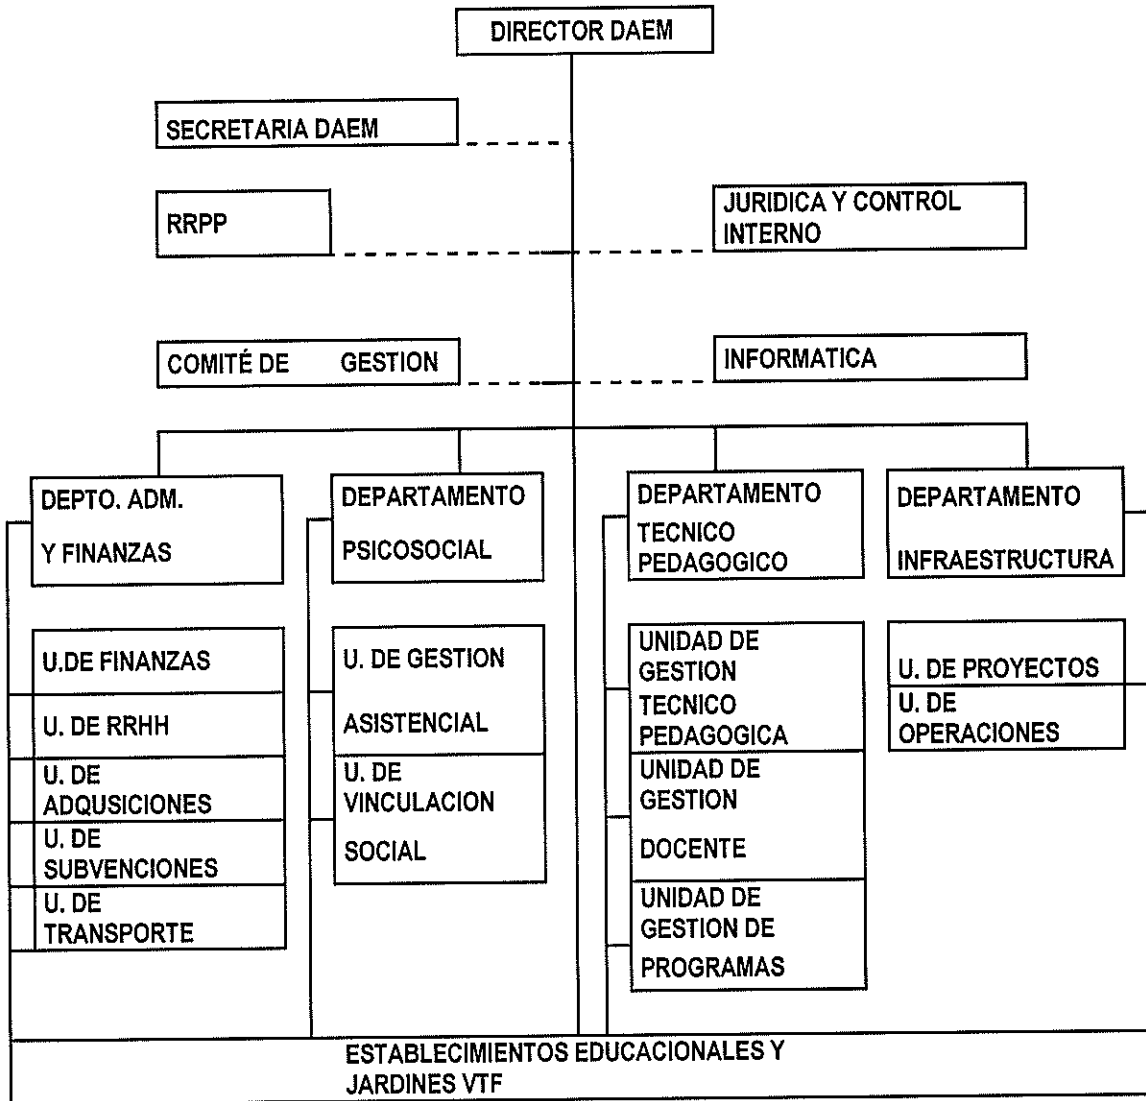 DIRECTOR DAEM
SECRETARIA DAEM
RRPP
JURIDICA Y CONTROL
INTERNO
COMITÉ DE GESTION
INFORMATICA
DEPTO. ADM.
Y FINANZAS
DEPARTAMENTO
PSICOSOCIAL
DEPARTAMENTO
TECNICO
PEDAGOGICO
DEPARTAMENTO
INFRAESTRUCTURA
U.DE FINANZAS
U. DE RRHH
U. DE
ADQUSICIONES
U. DE
SUBVENCIONES
U. DE
TRANSPORTE
U. DE GESTION
ASISTENCIAL
U. DE
VINCULACION
SOCIAL
UNIDAD DE
GESTION
TECNICO
PEDAGOGICA
UNIDAD DE
GESTION
DOCENTE
UNIDAD DE
GESTION DE
PROGRAMAS
U. DE PROYECTOS
U. DE
OPERACIONES
ESTABLECIMIENTOS EDUCACIONALES Y
JARDINES VTF